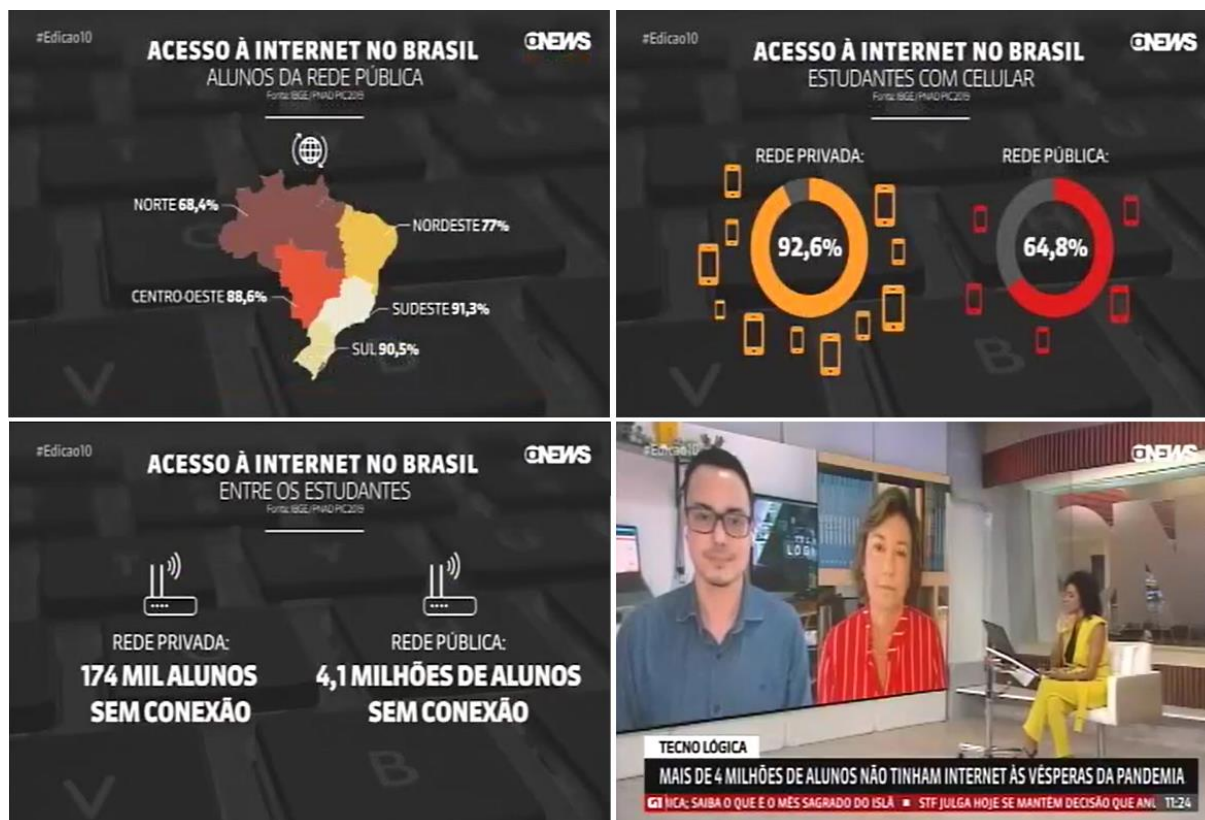 #Edicao10
GNEWS
ACESSO À INTERNET NO BRASIL
ALUNOS DA REDE PÚBLICA
Fonte: IBGE/PNAD PIC2019
NORTE 68,4%
NORDESTE 77%
CENTRO-OESTE 88,6%
SUDESTE 91,3%
SUL 90,5%
V
B
#Edicao10
GNEWS
ACESSO À INTERNET NO BRASIL
ESTUDANTES COM CELULAR
Fonte: IBGE/PNAD PIC2019
REDE PRIVADA:
REDE PÚBLICA:
92,6%
64,8%
V
B
#Edicao10
GNEWS
ACESSO À INTERNET NO BRASIL
ENTRE OS ESTUDANTES
Fonte: IBGE/PNAD PIC2019
REDE PRIVADA:
REDE PÚBLICA:
174 MIL ALUNOS
4,1 MILHÕES DE ALUNOS
SEM CONEXÃO
SEM CONEXÃO
V
B
#Edicao10
GNEWS
TECNO LÓGICA
MAIS DE 4 MILHÕES DE ALUNOS NÃO TINHAM INTERNET ÀS VÉSPERAS DA PANDEMIA
G1 SAIBA O QUE É O MÊS SAGRADO DO ISLÃ ■ STF JULGA HOJE SE MANTÉM DECISÃO QUE 11:24